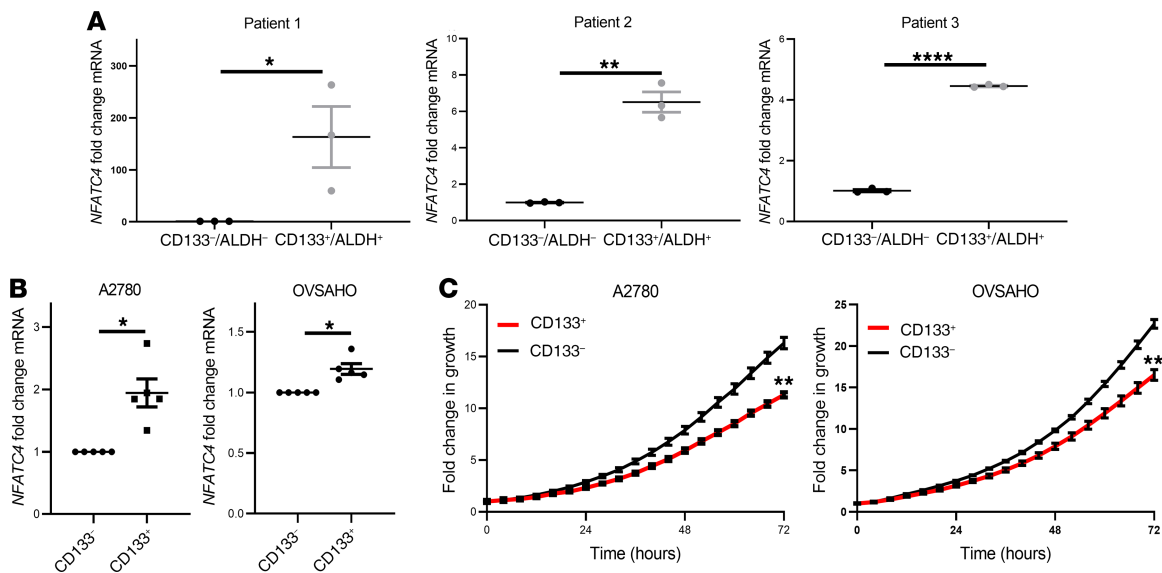 A
Patient 1
Patient 2
Patient 3
NFATC4 fold change mRNA
300
200
100
0
*
CD133⁻/ALDH⁻
CD133⁺/ALDH⁺
NFATC4 fold change mRNA
10
8
6
4
2
0
**
CD133⁻/ALDH⁻
CD133⁺/ALDH⁺
NFATC4 fold change mRNA
6
4
2
0
****
CD133⁻/ALDH⁻
CD133⁺/ALDH⁺
B
A2780
NFATC4 fold change mRNA
3
2
1
0
*
CD133⁻
CD133⁺
OVSAHO
NFATC4 fold change mRNA
1.5
1.0
0.5
0.0
*
CD133⁻
CD133⁺
C
A2780
Fold change in growth
20
15
10
5
0
CD133⁺
CD133⁻
**
0
24
48
72
Time (hours)
OVSAHO
Fold change in growth
25
20
15
10
5
0
CD133⁺
CD133⁻
**
0
24
48
72
Time (hours)